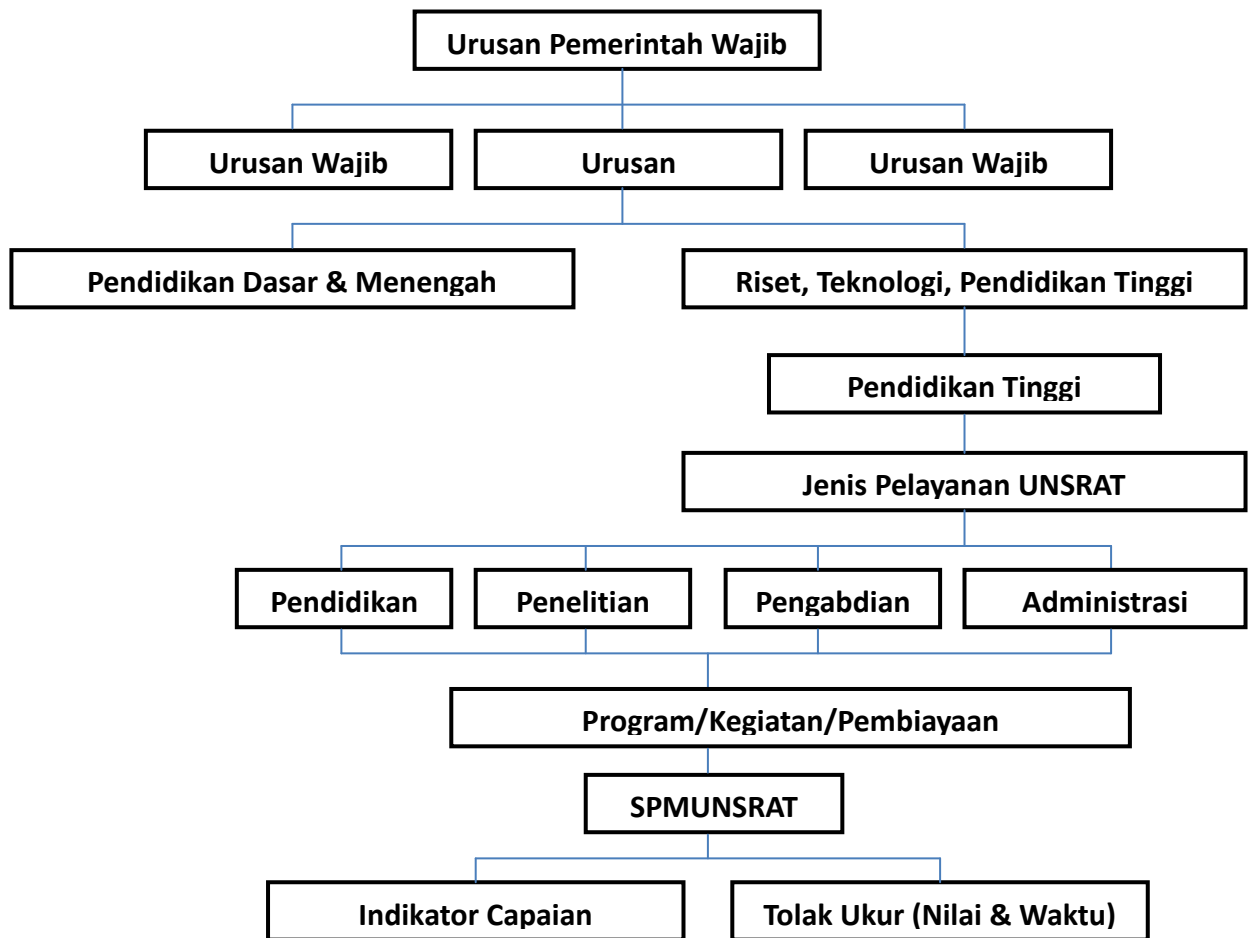 Urusan Pemerintah Wajib
Urusan Wajib
Urusan
Urusan Wajib
Pendidikan Dasar & Menengah
Riset, Teknologi, Pendidikan Tinggi
Pendidikan Tinggi
Jenis Pelayanan UNSRAT
Pendidikan
Penelitian
Pengabdian
Administrasi
Program/Kegiatan/Pembiayaan
SPMUNSRAT
Indikator Capaian
Tolak Ukur (Nilai & Waktu)